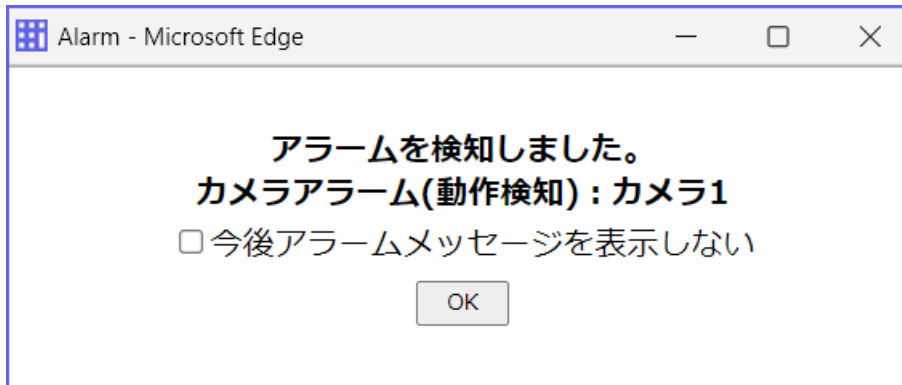 Alarm - Microsoft Edge
アラームを検知しました。
カメラアラーム(動作検知) : カメラ1
今後アラームメッセージを表示しない
OK